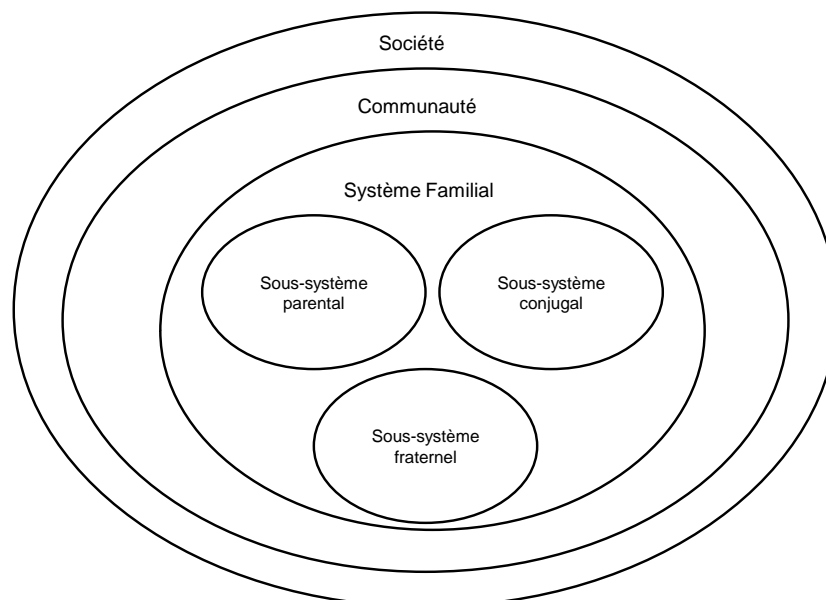 Société
Communauté
Système Familial
Sous-système
parental
Sous-système
conjugal
Sous-système
fraternel